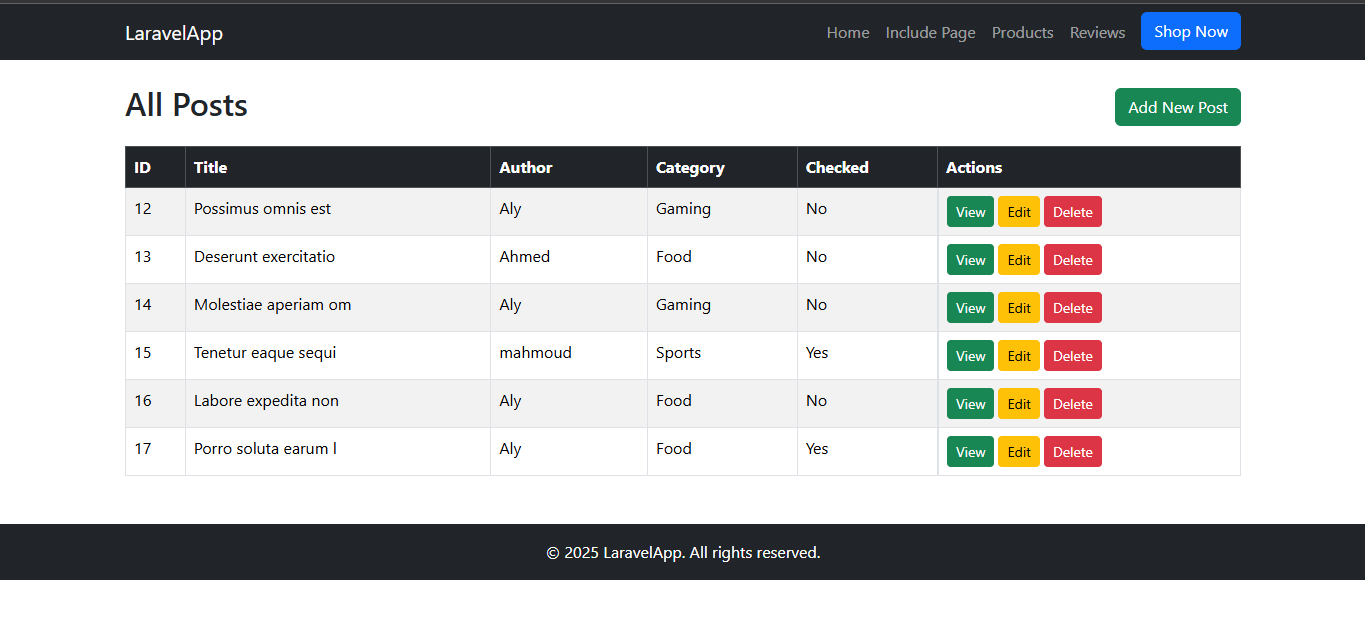 LaravelApp Home Include Page Products Reviews Shop Now
All Posts Add New Post
ID Title Author Category Checked Actions
12 Possimus omnis est Aly Gaming No View Edit Delete
13 Deserunt exercitatio Ahmed Food No View Edit Delete
14 Molestiae aperiam om Aly Gaming No View Edit Delete
15 Tenetur eaque sequi mahmoud Sports Yes View Edit Delete
16 Labore expedita non Aly Food No View Edit Delete
17 Porro soluta earum l Aly Food Yes View Edit Delete
© 2025 LaravelApp. All rights reserved.